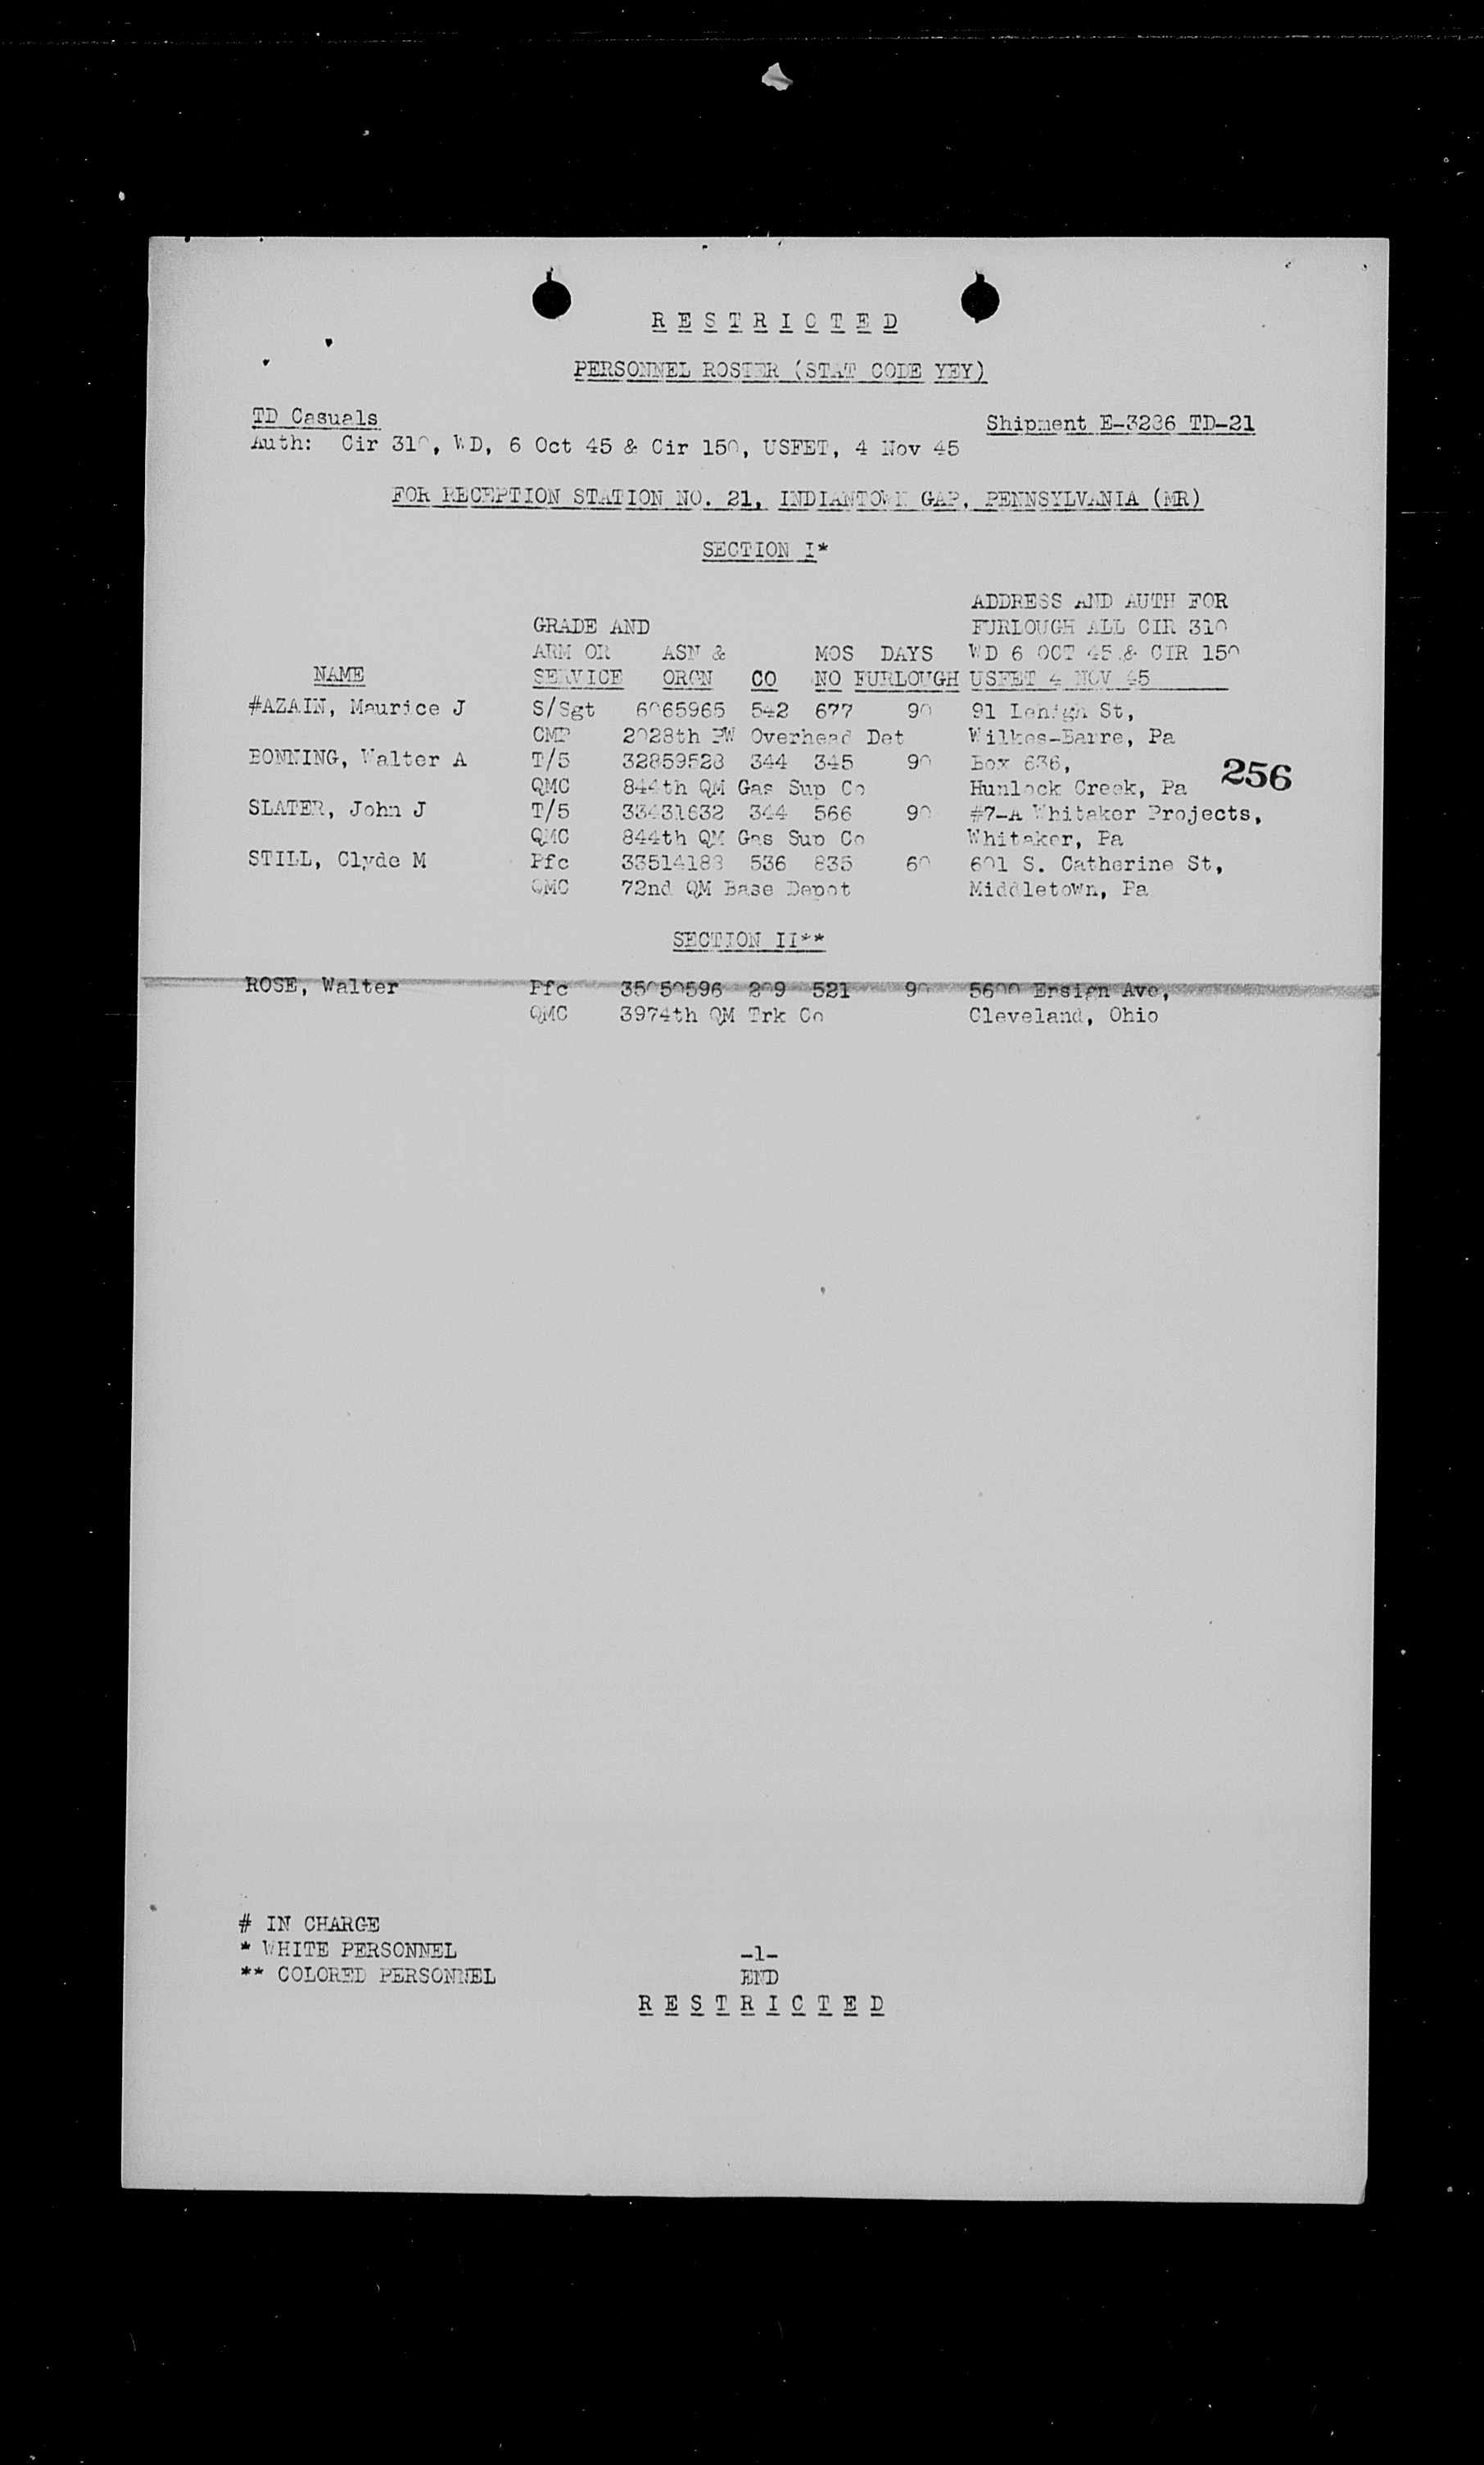 RESTRICTED
PERSONNEL ROSTER (STAT CODE YEY)
TD Casuals Shipment E-3286 TD-21
Auth: Cir 310, WD, 6 Oct 45 & Cir 150, USFET, 4 Nov 45
FOR RECEPTION STATION NO. 21, INDIANTOWN GAP, PENNSYLVANIA (MR)
SECTION I*
ADDRESS AND AUTH FOR
GRADE AND FURLOUGH ALL CIR 310
ARM OR ASN & MOS DAYS WD 6 OCT 45 & CIR 150
NAME SERVICE ORGN CO NO FURLOUGH USFET 4 NOV 45
#AZAIN, Maurice J S/Sgt 6065965 542 677 90 91 Lehigh St,
CMP 2028th PW Overhead Det Wilkes-Barre, Pa
BONNING, Walter A T/5 32859528 344 345 90 Box 636,
256
QMC 844th QM Gas Sup Co Hunlock Creek, Pa
SLATER, John J T/5 33431632 344 566 90 #7-A Whitaker Projects,
QMC 844th QM Gas Sup Co Whitaker, Pa
STILL, Clyde M Pfc 33514188 536 835 60 601 S. Catherine St,
QMC 72nd QM Base Depot Middletown, Pa
SECTION II**
ROSE, Walter Pfc 35050596 209 521 90 5600 Ensign Ave,
QMC 3974th QM Trk Co Cleveland, Ohio
# IN CHARGE
* WHITE PERSONNEL -1-
** COLORED PERSONNEL END
RESTRICTED